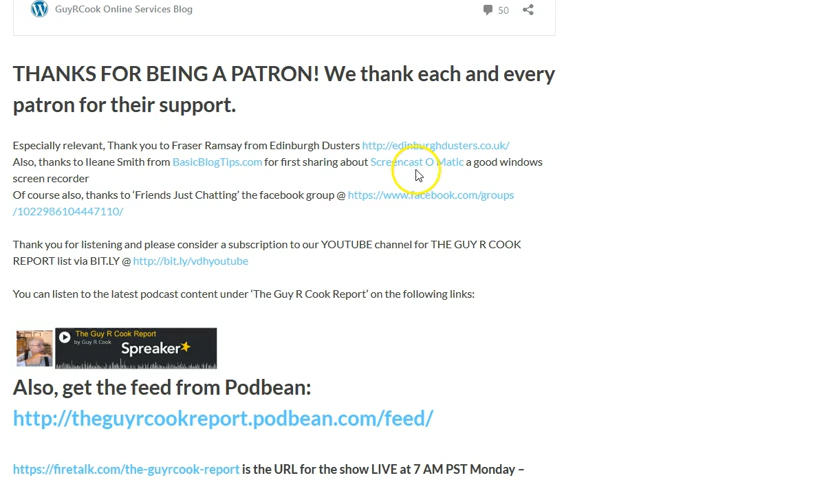 GuyRCook Online Services Blog
50
THANKS FOR BEING A PATRON! We thank each and every
patron for their support.
Especially relevant, Thank you to Fraser Ramsay from Edinburgh Dusters http://edinburghdusters.co.uk/
Also, thanks to Ileane Smith from BasicBlogTips.com for first sharing about Screencast O Matic a good windows
screen recorder
Of course also, thanks to ‘Friends Just Chatting’ the facebook group @ https://www.facebook.com/groups
/1022986104447110/
Thank you for listening and please consider a subscription to our YOUTUBE channel for THE GUY R COOK
REPORT list via BIT.LY @ http://bit.ly/vdhyoutube
You can listen to the latest podcast content under ‘The Guy R Cook Report’ on the following links:
The Guy R Cook Report
by Guy R Cook
Spreaker
Also, get the feed from Podbean:
http://theguyrcookreport.podbean.com/feed/
https://firetalk.com/the-guyrcook-report is the URL for the show LIVE at 7 AM PST Monday –